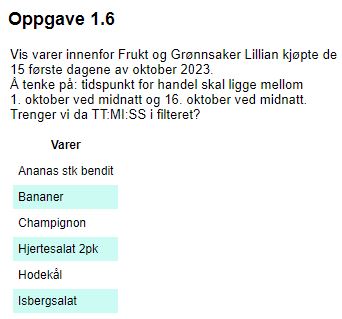 Oppgave 1.6
Vis varer innenfor Frukt og Grønnsaker Lillian kjøpte de
15 første dagene av oktober 2023.
Å tenke på: tidspunkt for handel skal ligge mellom
1. oktober ved midnatt og 16. oktober ved midnatt.
Trenger vi da TT:MI:SS i filteret?
Varer
Ananas stk bendit
Bananer
Champignon
Hjertesalat 2pk
Hodekål
Isbergsalat